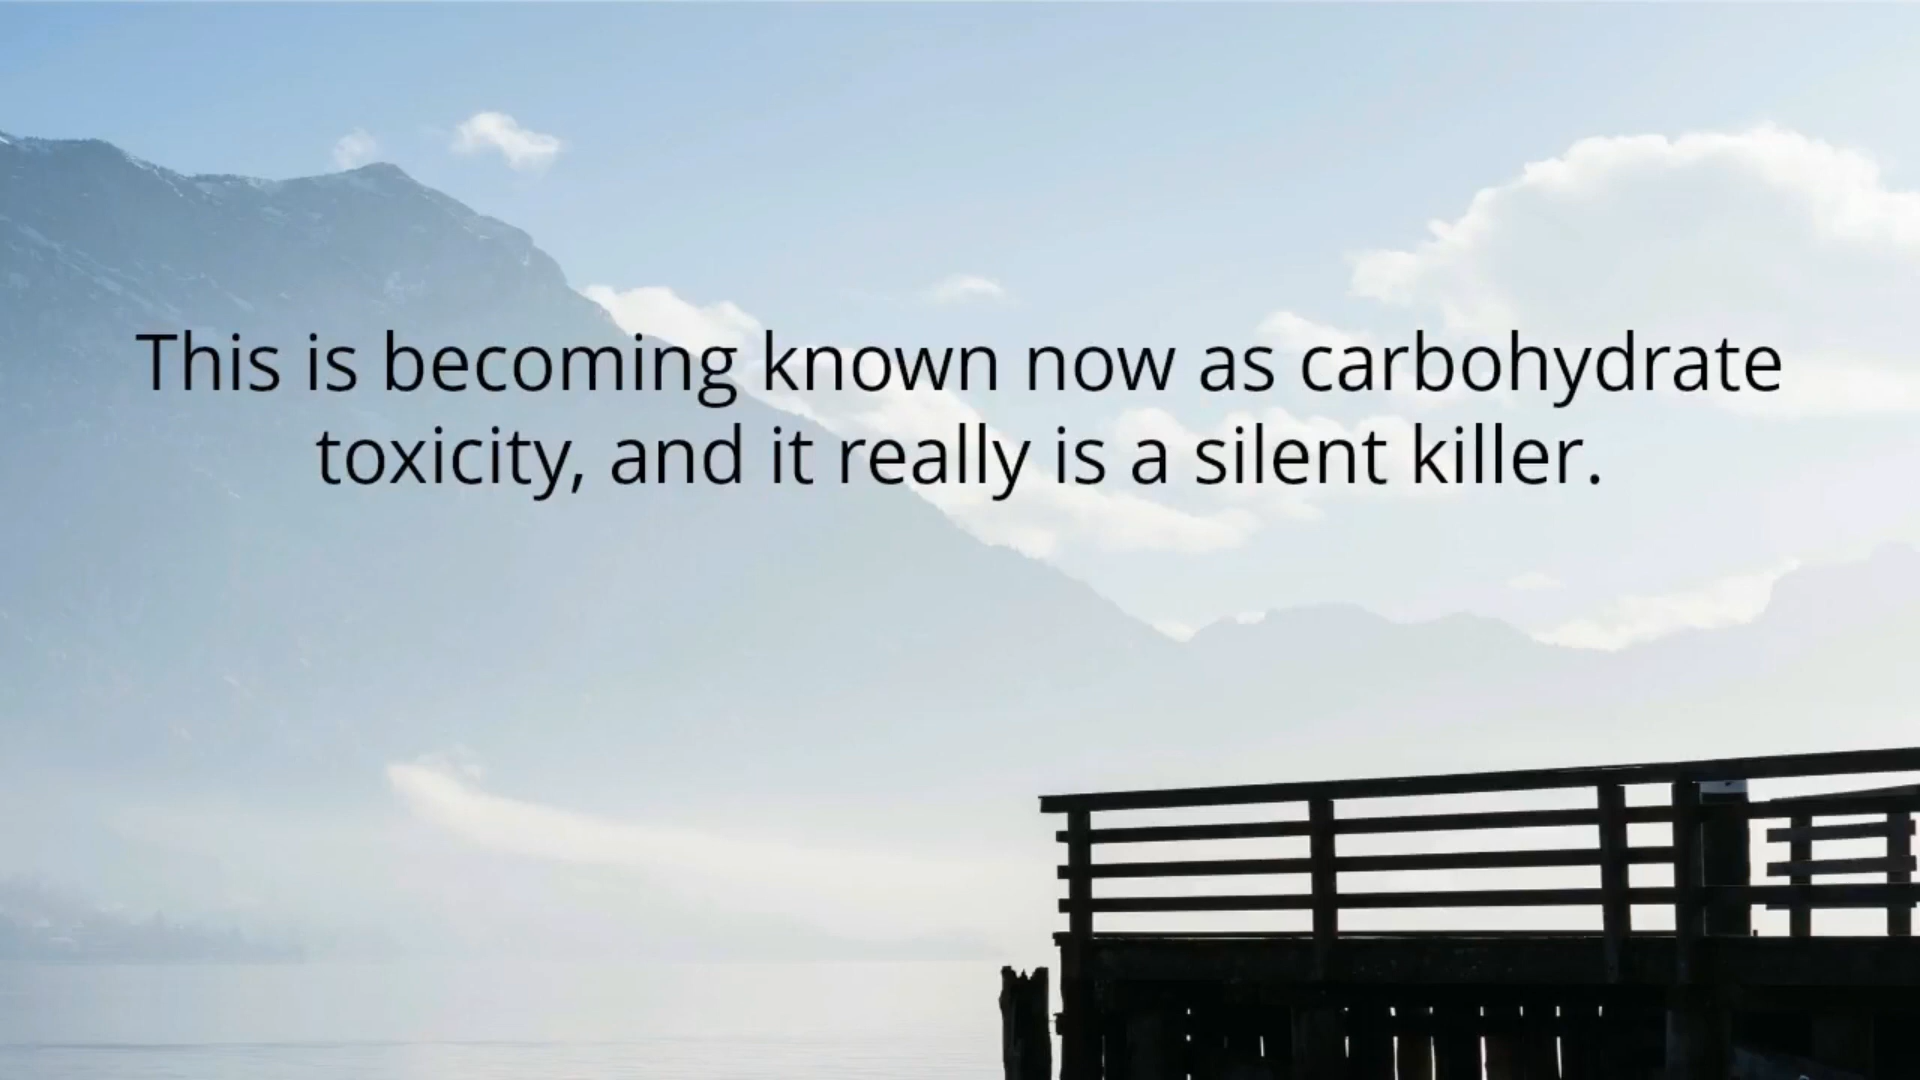 This is becoming known now as carbohydrate
toxicity, and it really is a silent killer.